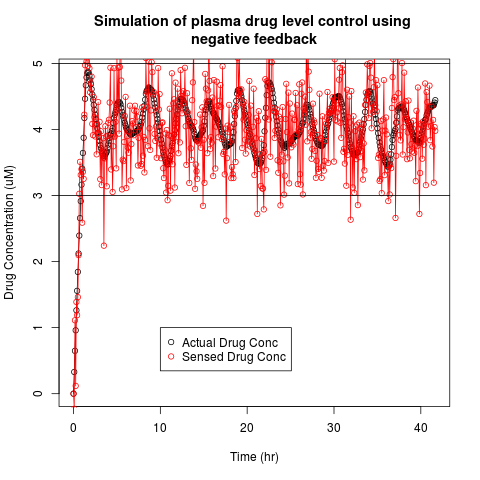 Simulation of plasma drug level control using
negative feedback
Drug Concentration (uM)
5
4
3
2
1
0
Actual Drug Conc
Sensed Drug Conc
0 10 20 30 40
Time (hr)